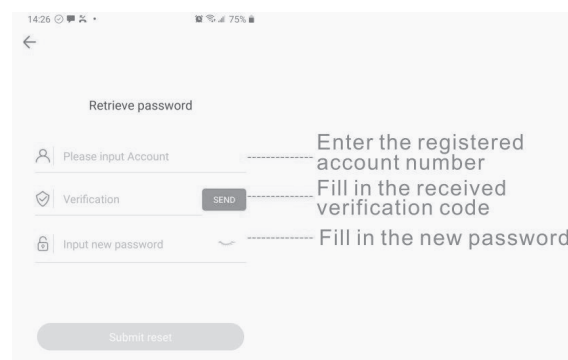 14:26
75%
Retrieve password
Please input Account
Enter the registered
account number
Verification
SEND
Fill in the received
verification code
Input new password
Fill in the new password
Submit reset